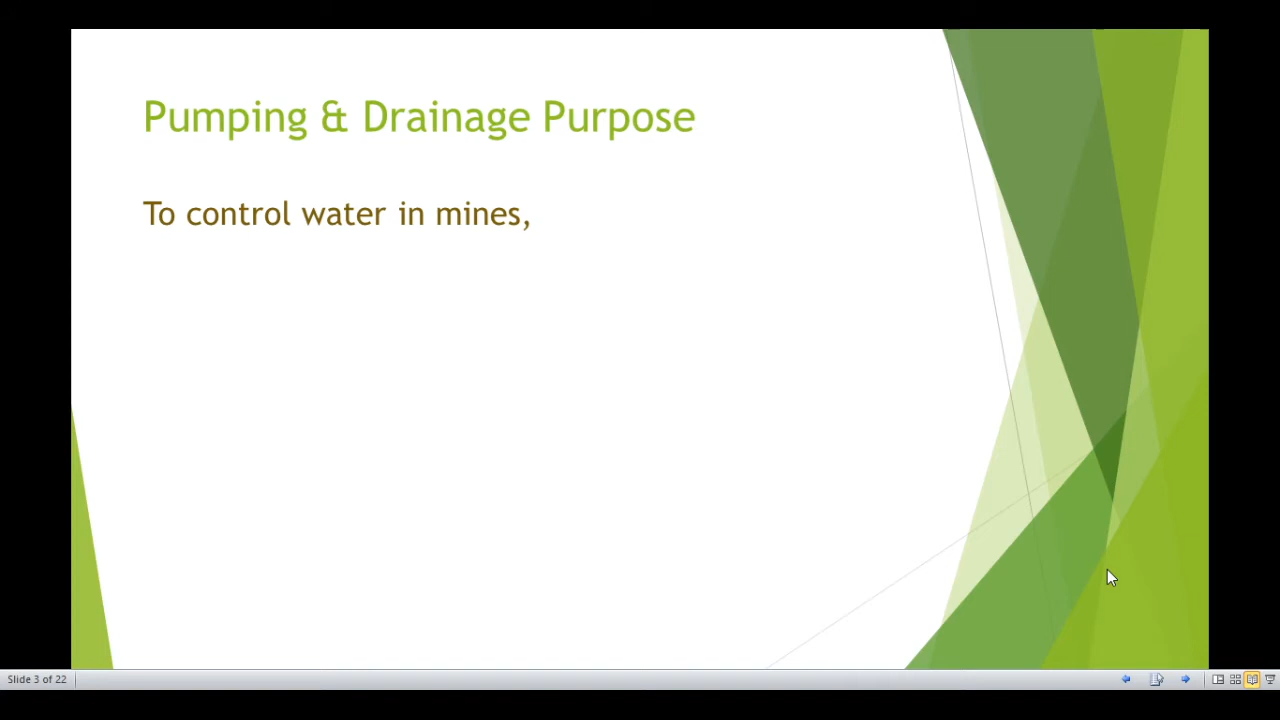 Pumping & Drainage Purpose
To control water in mines,
Slide 3 of 22